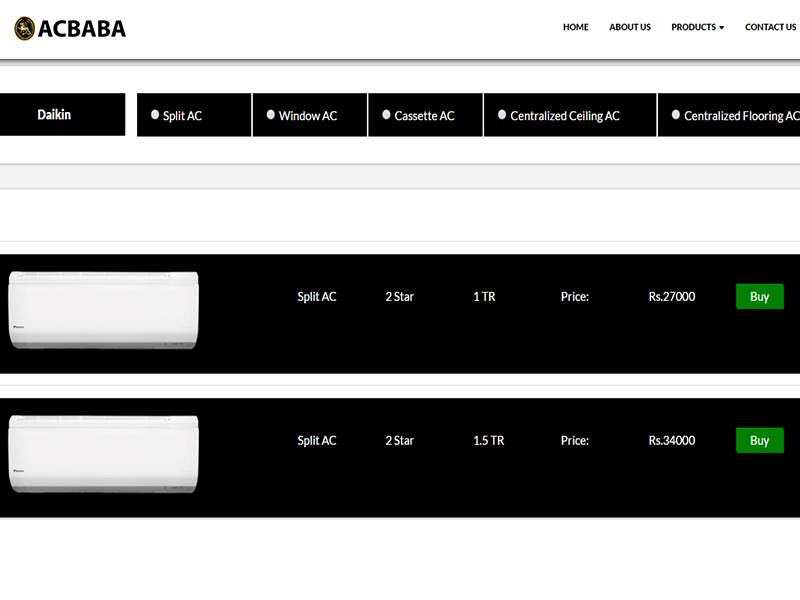 ACBABA
HOME ABOUT US PRODUCTS CONTACT US
Daikin Split AC Window AC Cassette AC Centralized Ceiling AC Centralized Flooring AC
Split AC 2 Star 1 TR Price: Rs.27000 Buy
Split AC 2 Star 1.5 TR Price: Rs.34000 Buy